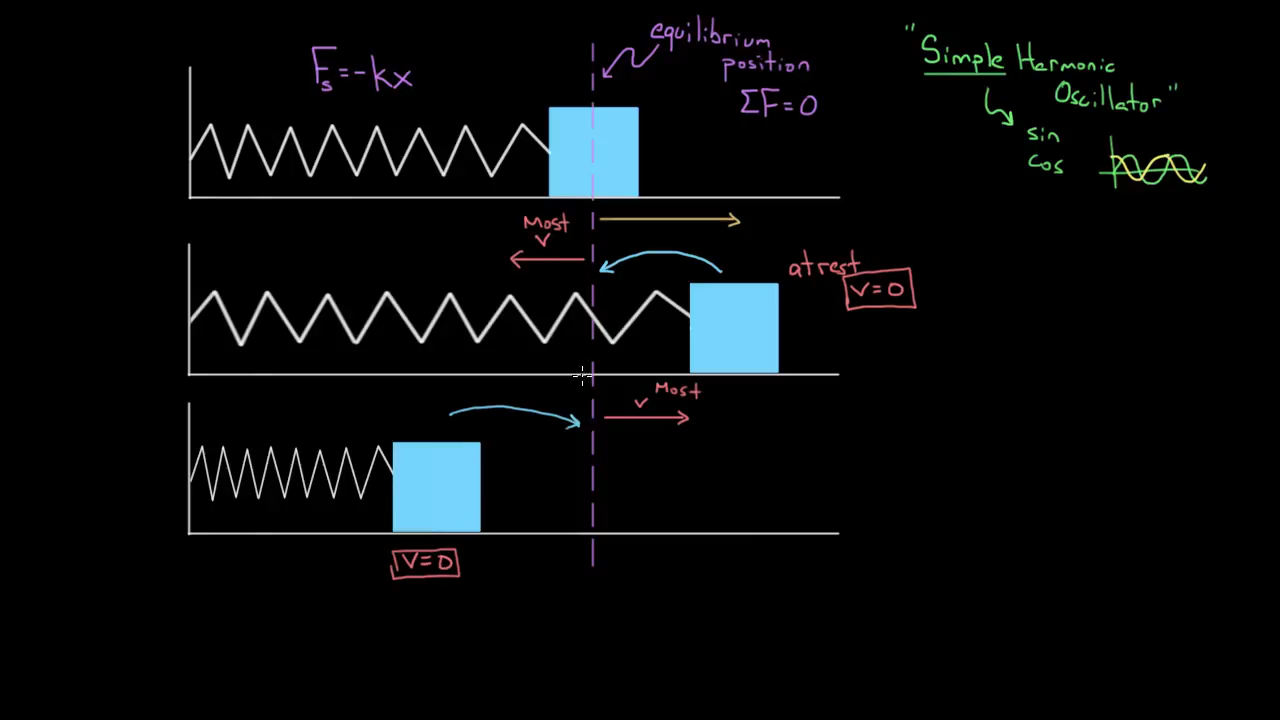 Fs=-kx
equilibrium
position
ΣF=0
"Simple Harmonic
Oscillator"
sin
cos
Most
v
at rest
v=0
Most
v
v=0